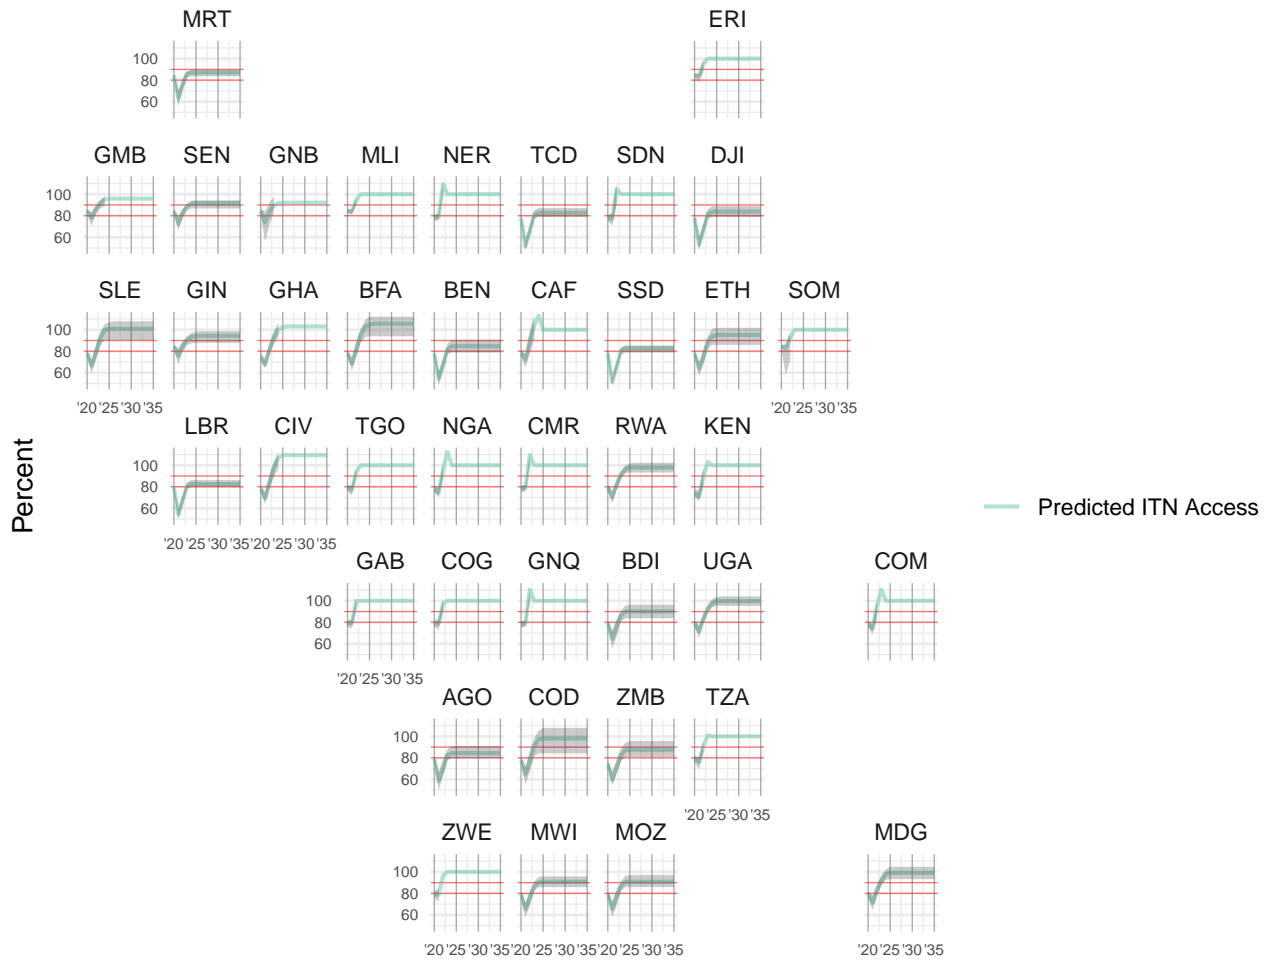 MRT ERI
100
80
60
GMB SEN GNB MLI NER TCD SDN DJI
100
80
60
SLE GIN GHA BFA BEN CAF SSD ETH SOM
100
80
60
'20 '25 '30 '35 '20 '25 '30 '35
LBR CIV TGO NGA CMR RWA KEN
100
80
60
Percent
Predicted ITN Access
'20 '25 '30 '35 '20 '25 '30 '35
GAB COG GNQ BDI UGA COM
100
80
60
'20 '25 '30 '35
AGO COD ZMB TZA
100
80
60
'20 '25 '30 '35
ZWE MWI MOZ MDG
100
80
60
'20 '25 '30 '35 '20 '25 '30 '35 '20 '25 '30 '35 '20 '25 '30 '35